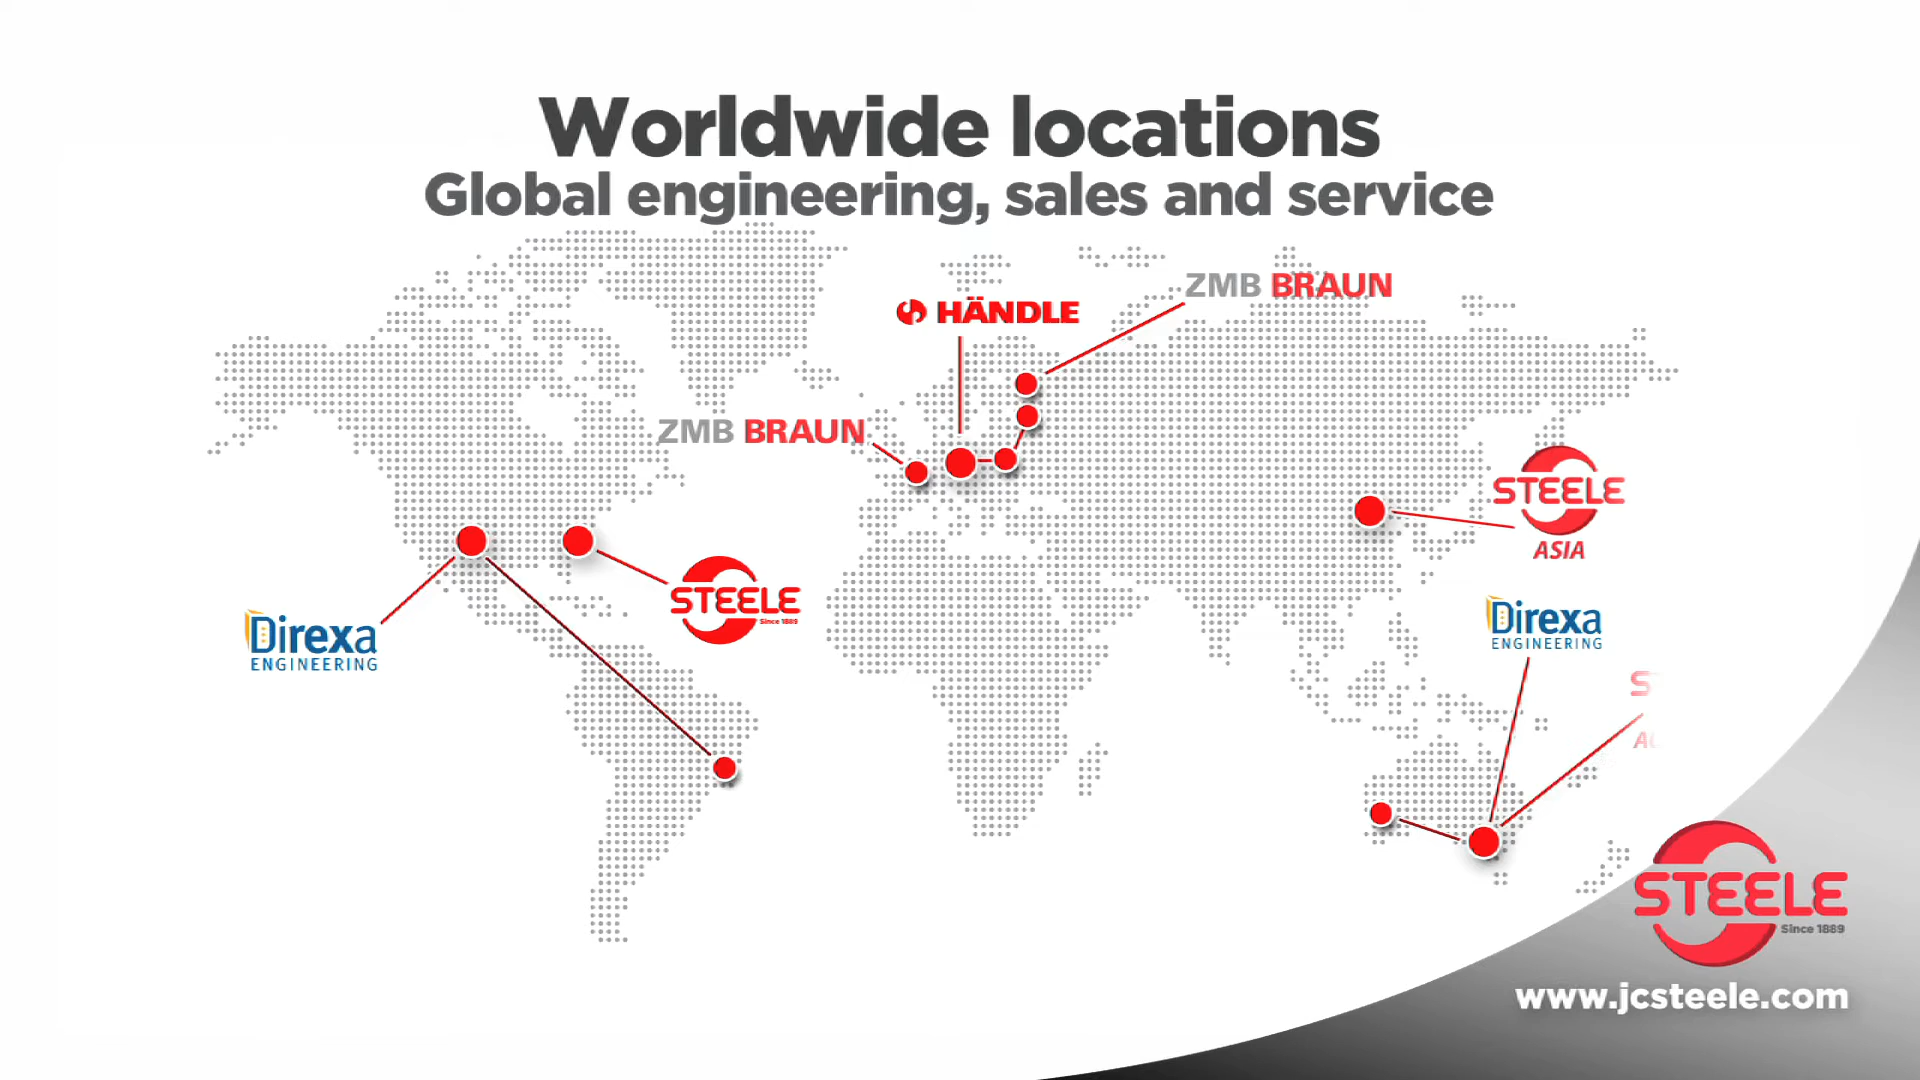 Worldwide locations
Global engineering, sales and service
ZMB BRAUN
HÄNDLE
ZMB BRAUN
STEELE
ASIA
STEELE
Since 1889
Direxa
ENGINEERING
Direxa
ENGINEERING
STEELE
Since 1889
www.jcsteele.com